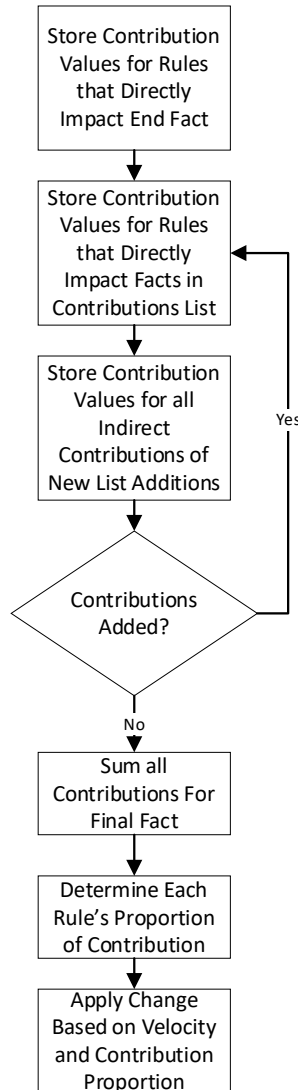 Store Contribution
Values for Rules
that Directly
Impact End Fact
Store Contribution
Values for Rules
that Directly
Impact Facts in
Contributions List
Store Contribution
Values for all
Indirect
Contributions of
New List Additions
Yes
Contributions
Added?
No
Sum all
Contributions For
Final Fact
Determine Each
Rule's Proportion
of Contribution
Apply Change
Based on Velocity
and Contribution
Proportion